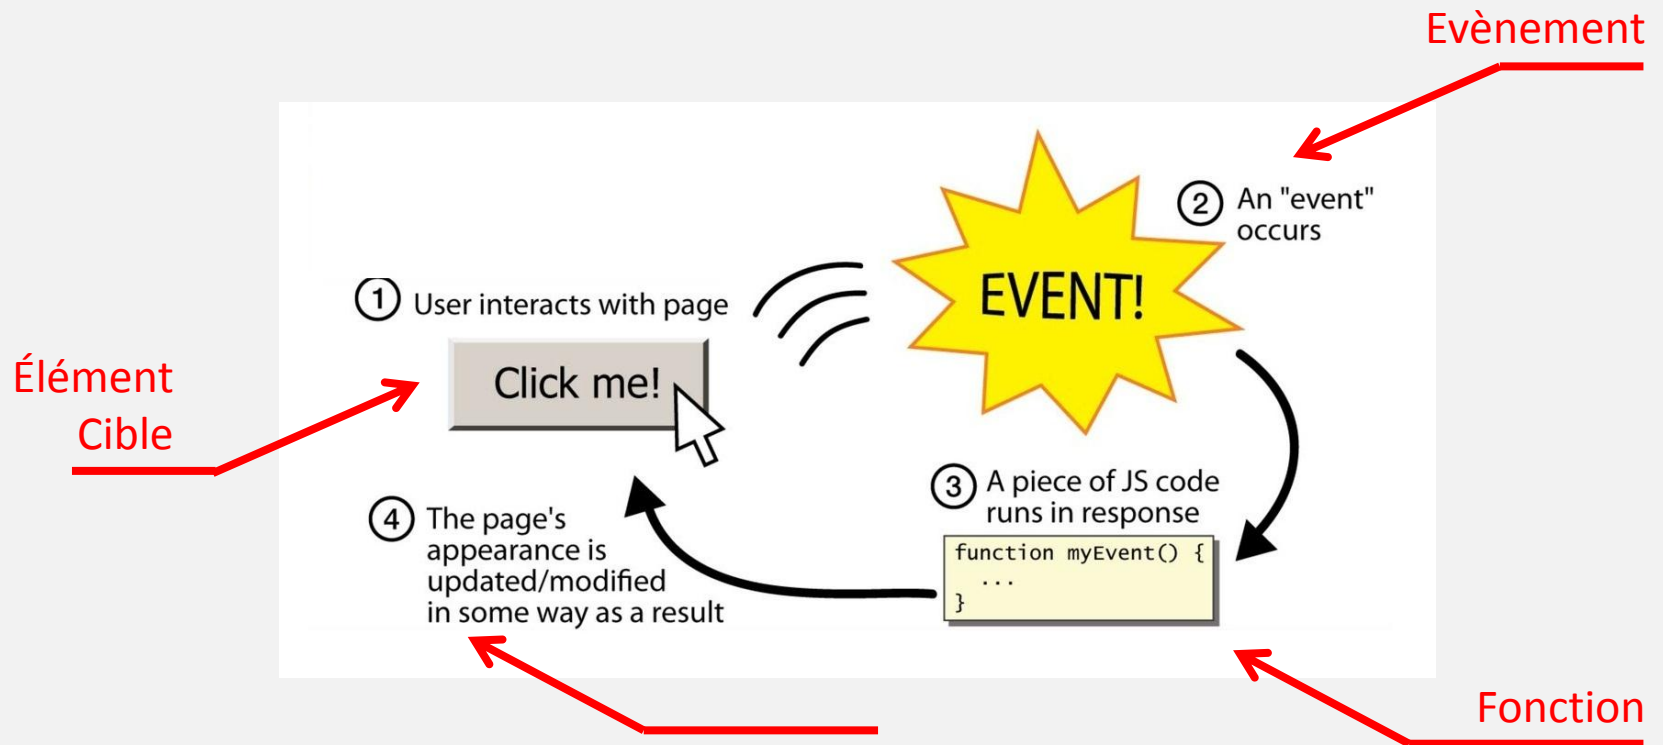 Evènement
② An "event"
occurs
EVENT!
① User interacts with page
Click me!
Élément
Cible
③ A piece of JS code
runs in response
function myEvent() {
...
}
④ The page's
appearance is
updated/modified
in some way as a result
Fonction